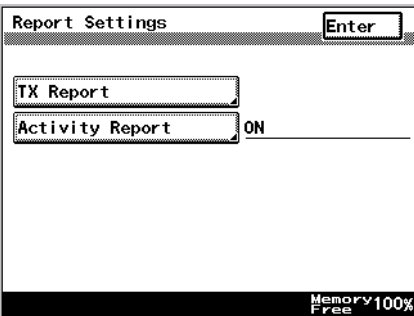 Report Settings
Enter
TX Report
Activity Report ON
Memory Free 100%